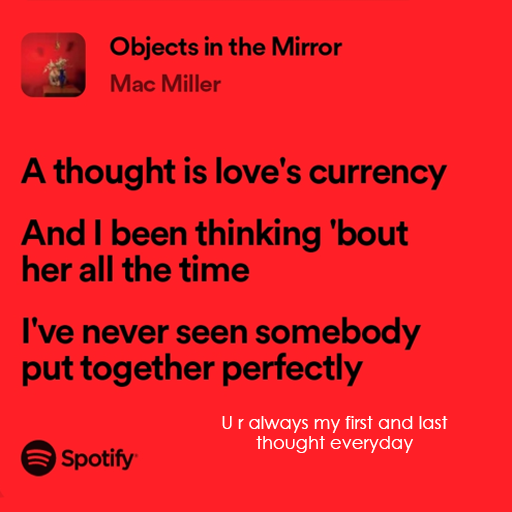 Objects in the Mirror
Mac Miller
A thought is love's currency
And I been thinking 'bout
her all the time
I've never seen somebody
put together perfectly
U r always my first and last
thought everyday
Spotify